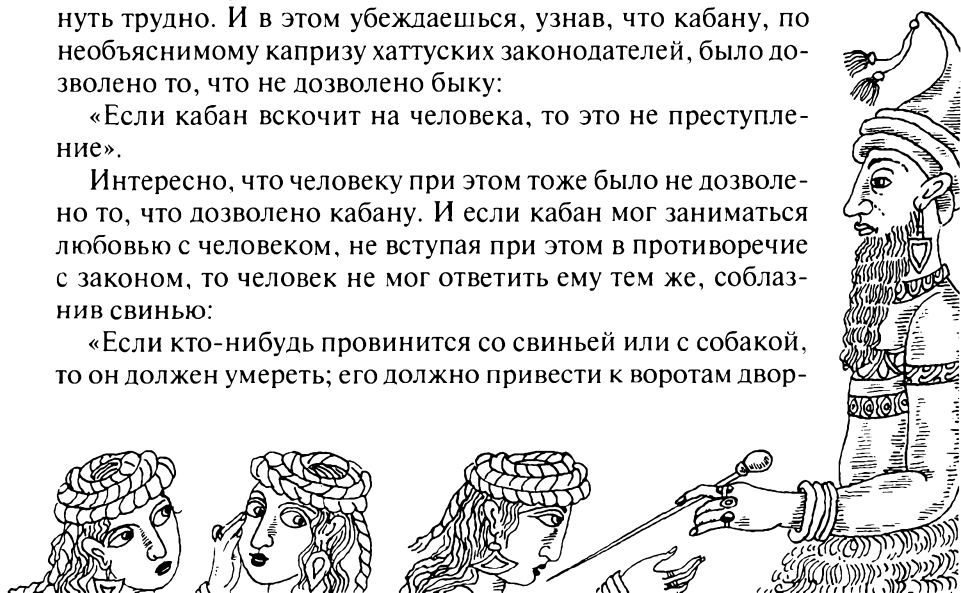 нуть трудно. И в этом убеждаешься, узнав, что кабану, по
необъяснимому капризу хаттуских законодателей, было до-
зволено то, что не дозволено быку:
«Если кабан вскочит на человека, то это не преступле-
ние».
Интересно, что человеку при этом тоже было не дозволе-
но то, что дозволено кабану. И если кабан мог заниматься
любовью с человеком, не вступая при этом в противоречие
с законом, то человек не мог ответить ему тем же, соблаз-
нив свинью:
«Если кто-нибудь провинится со свиньей или с собакой,
то он должен умереть; его должно привести к воротам двор-